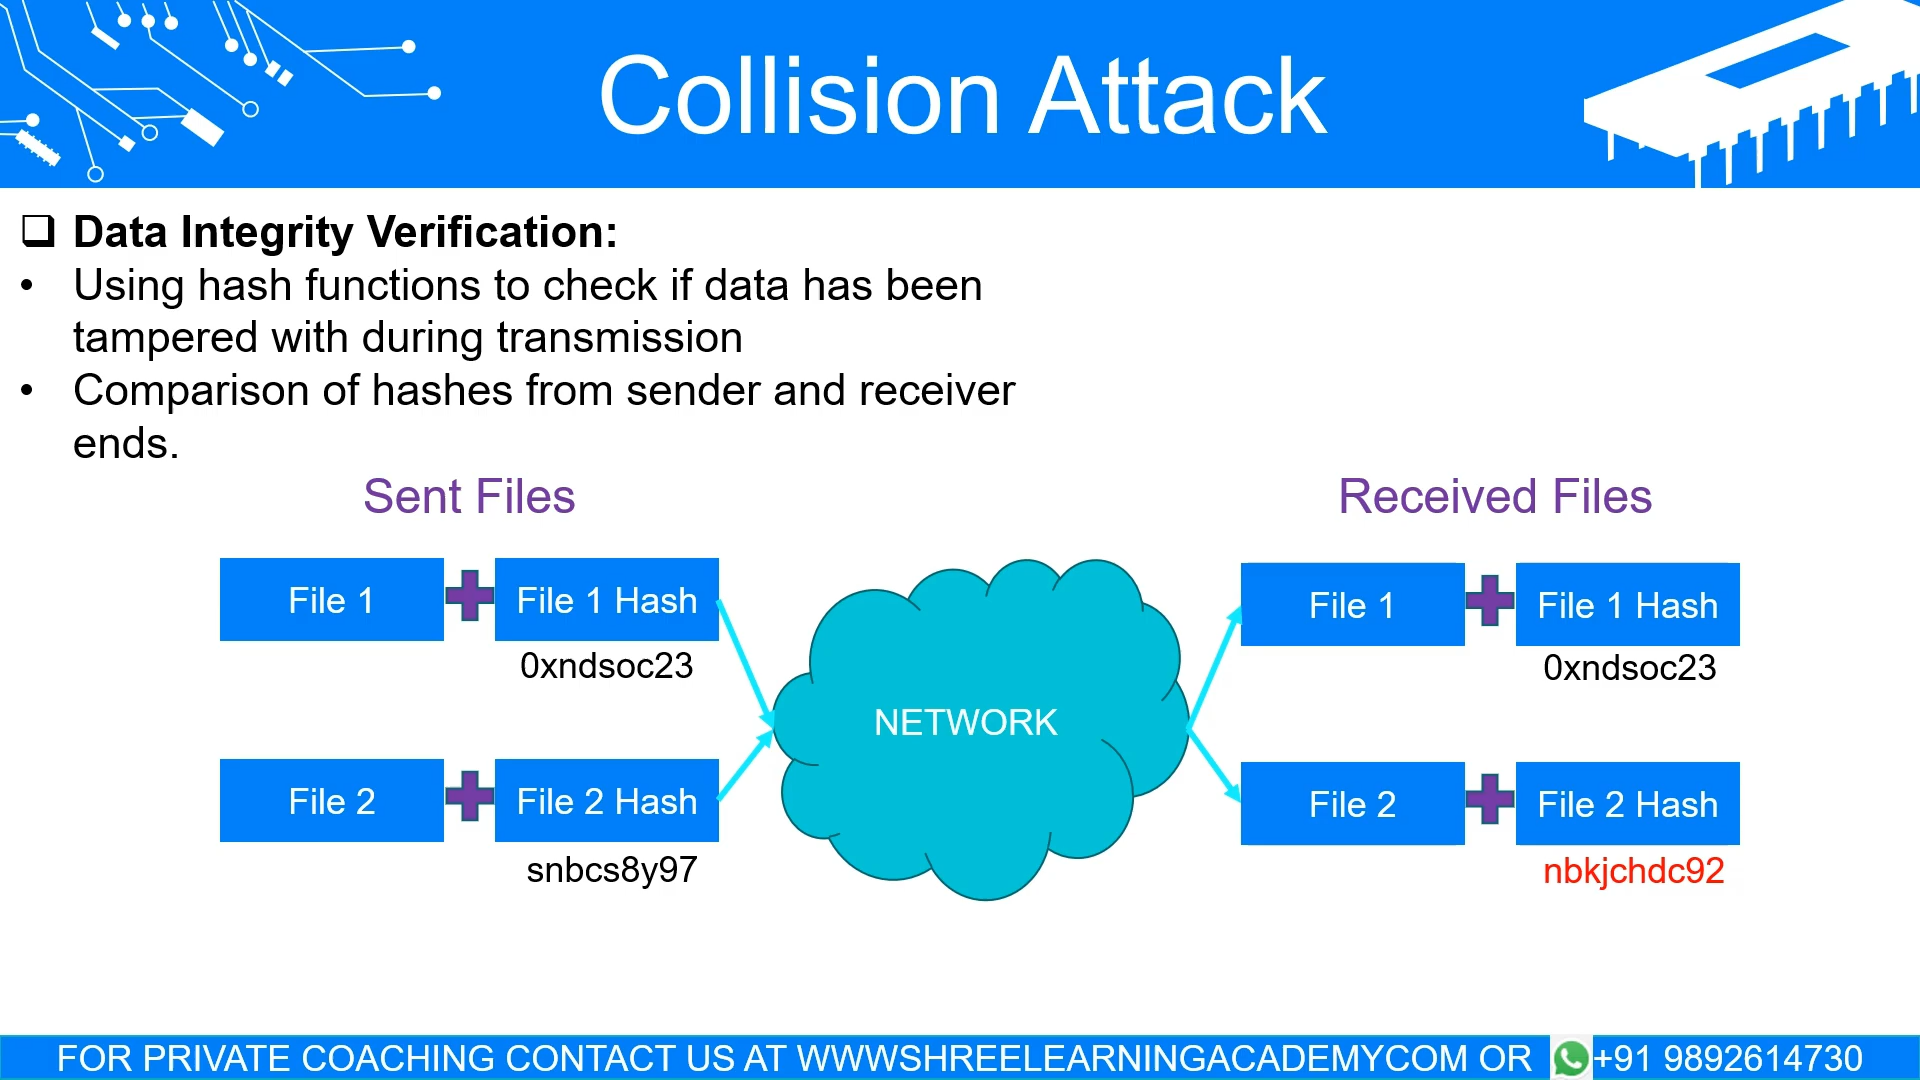 Collision Attack
Data Integrity Verification:
• Using hash functions to check if data has been
tampered with during transmission
• Comparison of hashes from sender and receiver
ends.
Sent Files
Received Files
File 1
File 1 Hash
0xndsoc23
File 2
File 2 Hash
snbcs8y97
NETWORK
File 1
File 1 Hash
0xndsoc23
File 2
File 2 Hash
nbkjchdc92
FOR PRIVATE COACHING CONTACT US AT WWWSHREELEARNINGACADEMYCOM OR +91 9892614730